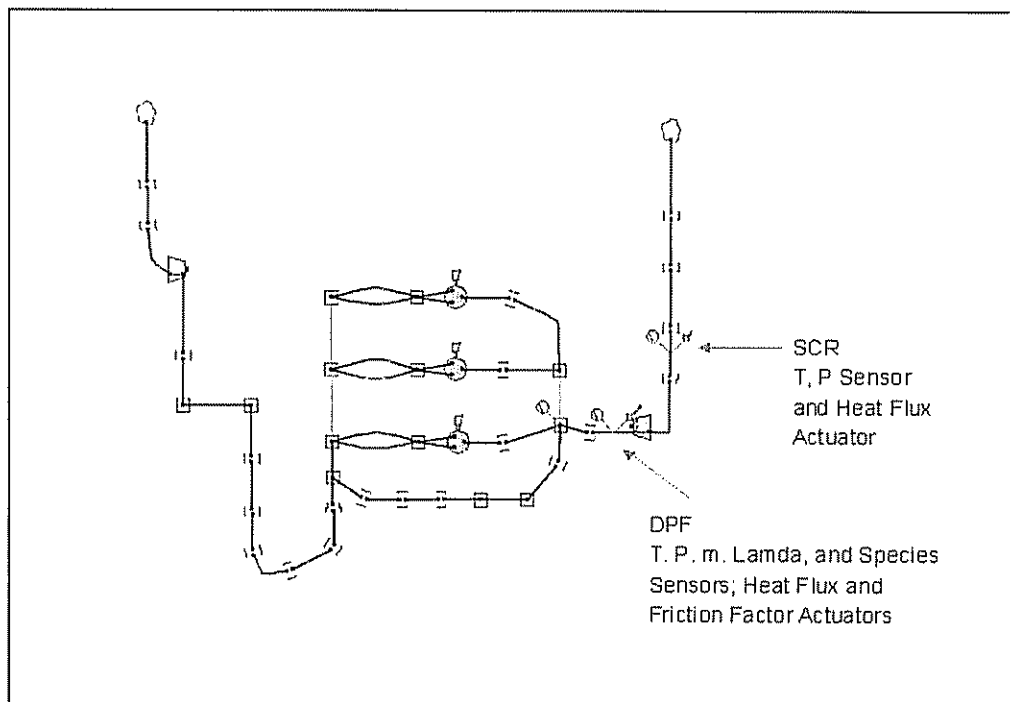 SCR
T, P Sensor
and Heat Flux
Actuator
DPF
T. P. m. Lamda, and Species
Sensors; Heat Flux and
Friction Factor Actuators